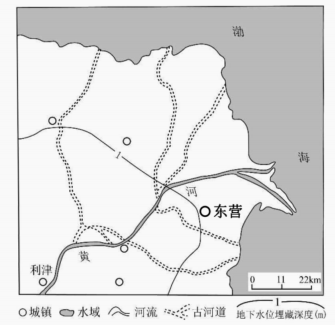 渤
海
1
河
东营
黄
利津
0 11 22km
城镇 水域 河流 古河道 1 地下水位埋藏深度(m)